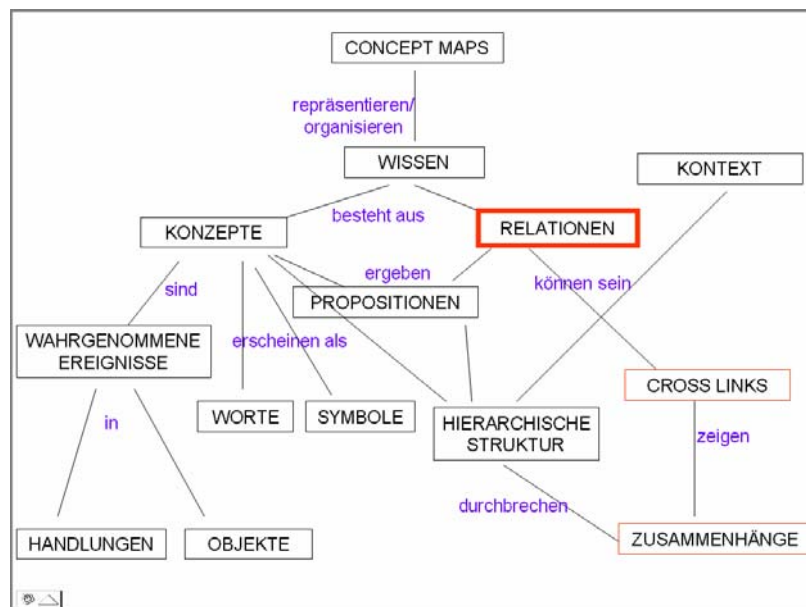 CONCEPT MAPS
repräsentieren/
organisieren
WISSEN
KONTEXT
besteht aus
KONZEPTE
RELATIONEN
ergeben
können sein
sind
PROPOSITIONEN
WAHRGENOMMENE
EREIGNISSE
erscheinen als
CROSS LINKS
in
WORTE
SYMBOLE
HIERARCHISCHE
STRUKTUR
zeigen
durchbrechen
HANDLUNGEN
OBJEKTE
ZUSAMMENHÄNGE